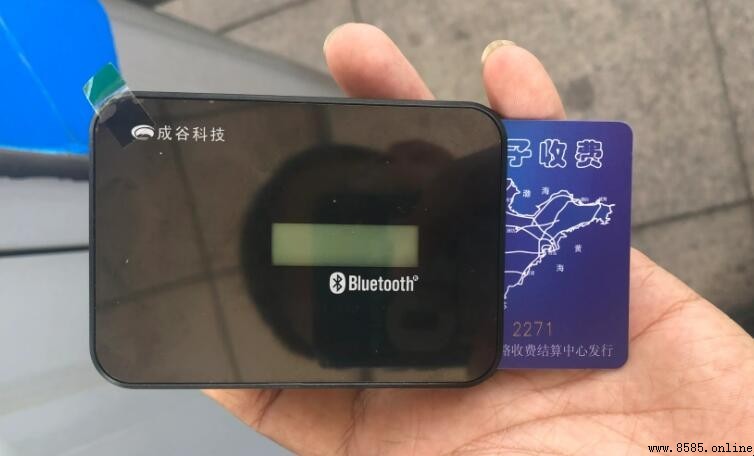 成谷科技
Bluetooth®
子收费
渤海
黄
海
2271
路收费结算中心发行
www.8585.online